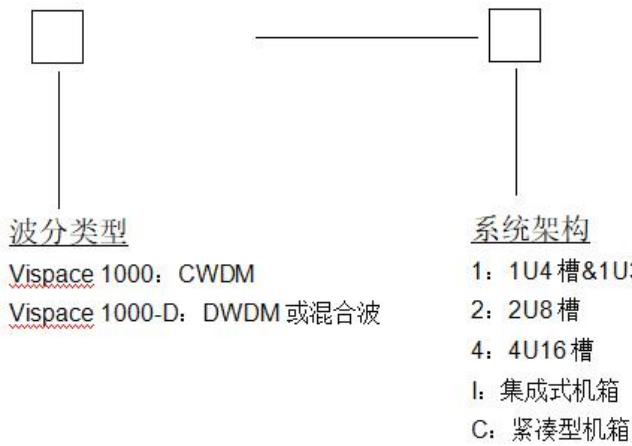 波分类型
Vispace 1000：CWDM
Vispace 1000-D：DWDM 或混合波
系统架构
1：1U4 槽&1U3
2：2U8 槽
4：4U16 槽
I：集成式机箱
C：紧凑型机箱